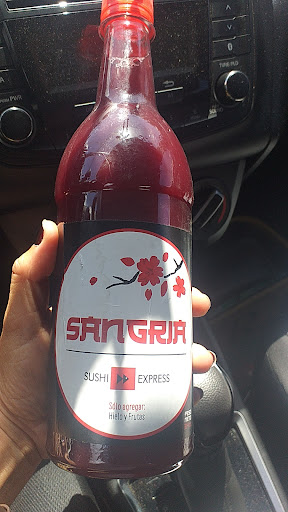 SANGRIA
SUSHI EXPRESS
Sólo agregar:
Hielo y Frutas